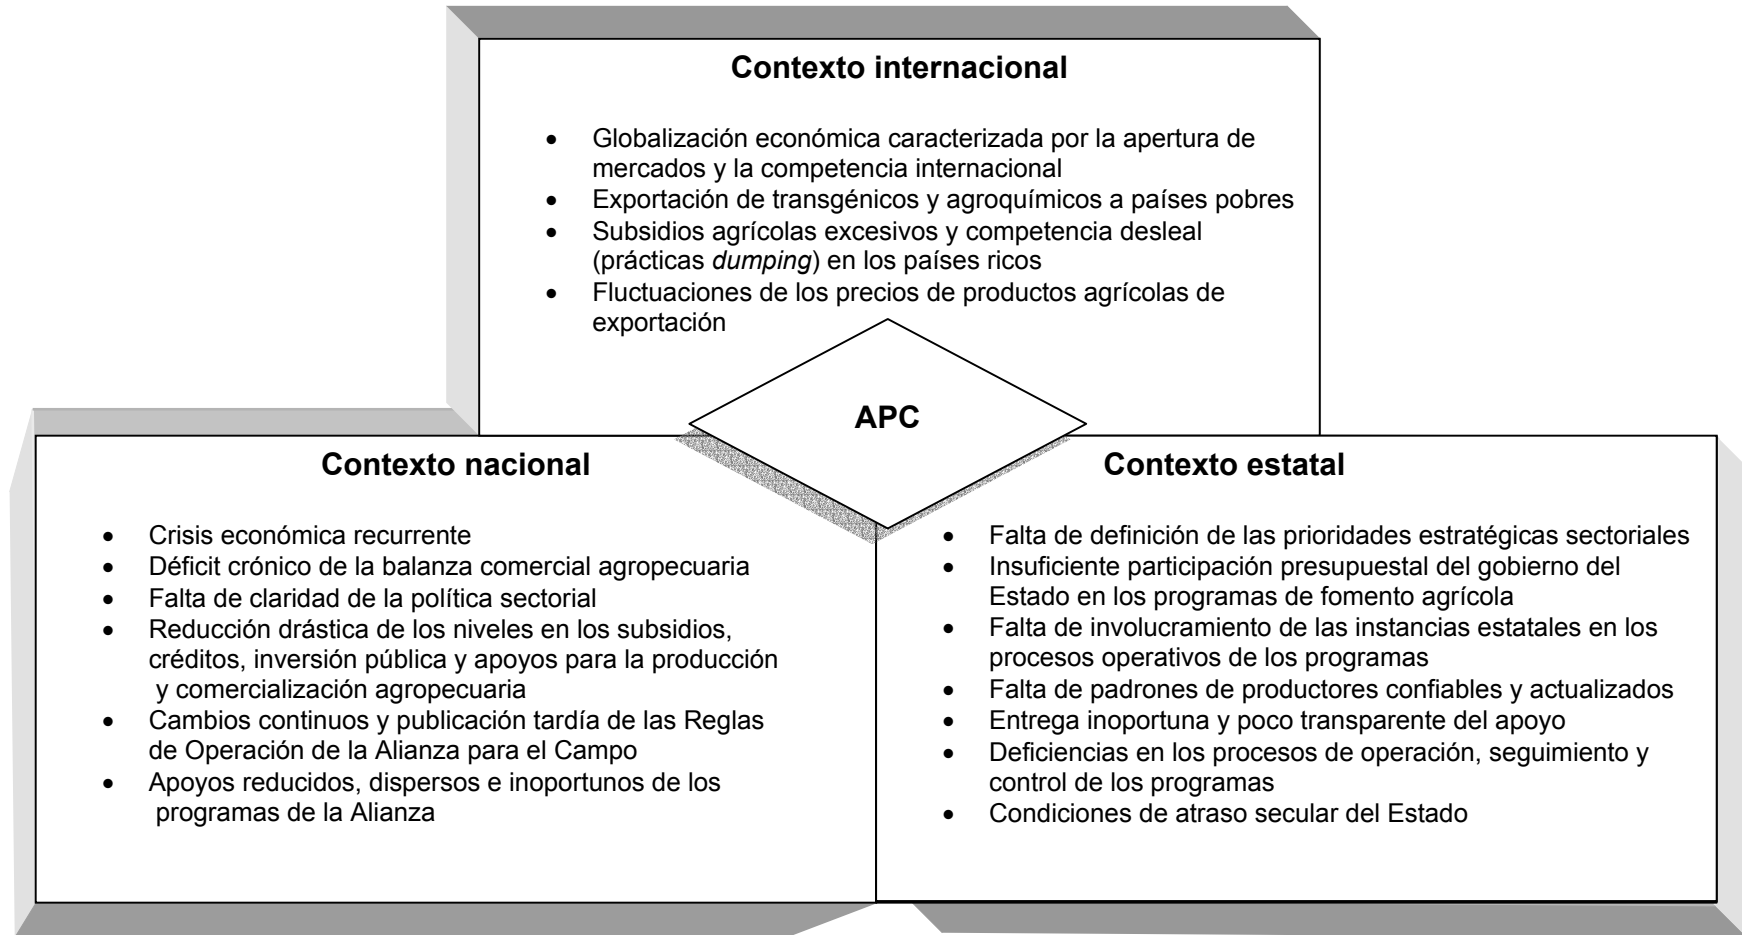 Contexto internacional
• Globalización económica caracterizada por la apertura de
mercados y la competencia internacional
• Exportación de transgénicos y agroquímicos a países pobres
• Subsidios agrícolas excesivos y competencia desleal
(prácticas dumping) en los países ricos
• Fluctuaciones de los precios de productos agrícolas de
exportación
APC
Contexto nacional
• Crisis económica recurrente
• Déficit crónico de la balanza comercial agropecuaria
• Falta de claridad de la política sectorial
• Reducción drástica de los niveles en los subsidios,
créditos, inversión pública y apoyos para la producción
y comercialización agropecuaria
• Cambios continuos y publicación tardía de las Reglas
de Operación de la Alianza para el Campo
• Apoyos reducidos, dispersos e inoportunos de los
programas de la Alianza
Contexto estatal
• Falta de definición de las prioridades estratégicas sectoriales
• Insuficiente participación presupuestal del gobierno del
Estado en los programas de fomento agrícola
• Falta de involucramiento de las instancias estatales en los
procesos operativos de los programas
• Falta de padrones de productores confiables y actualizados
• Entrega inoportuna y poco transparente del apoyo
• Deficiencias en los procesos de operación, seguimiento y
control de los programas
• Condiciones de atraso secular del Estado